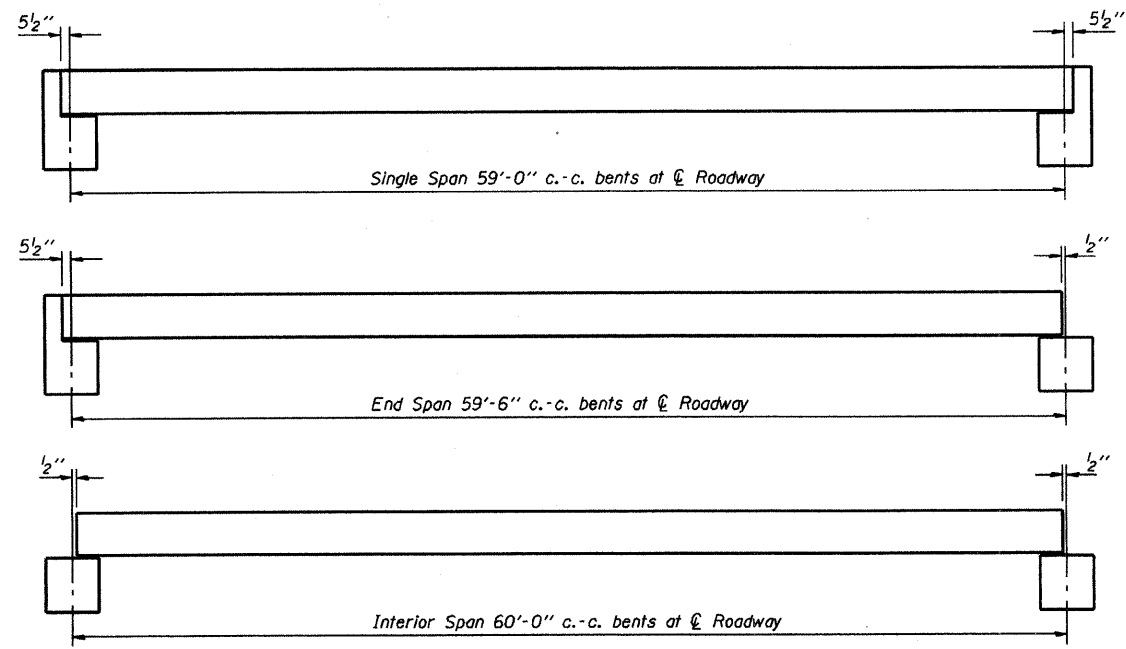 5½″ 5½″
Single Span 59'-0″ c.-c. bents at ℄ Roadway
5½″ ½″
End Span 59'-6″ c.-c. bents at ℄ Roadway
½″ ½″
Interior Span 60'-0″ c.-c. bents at ℄ Roadway